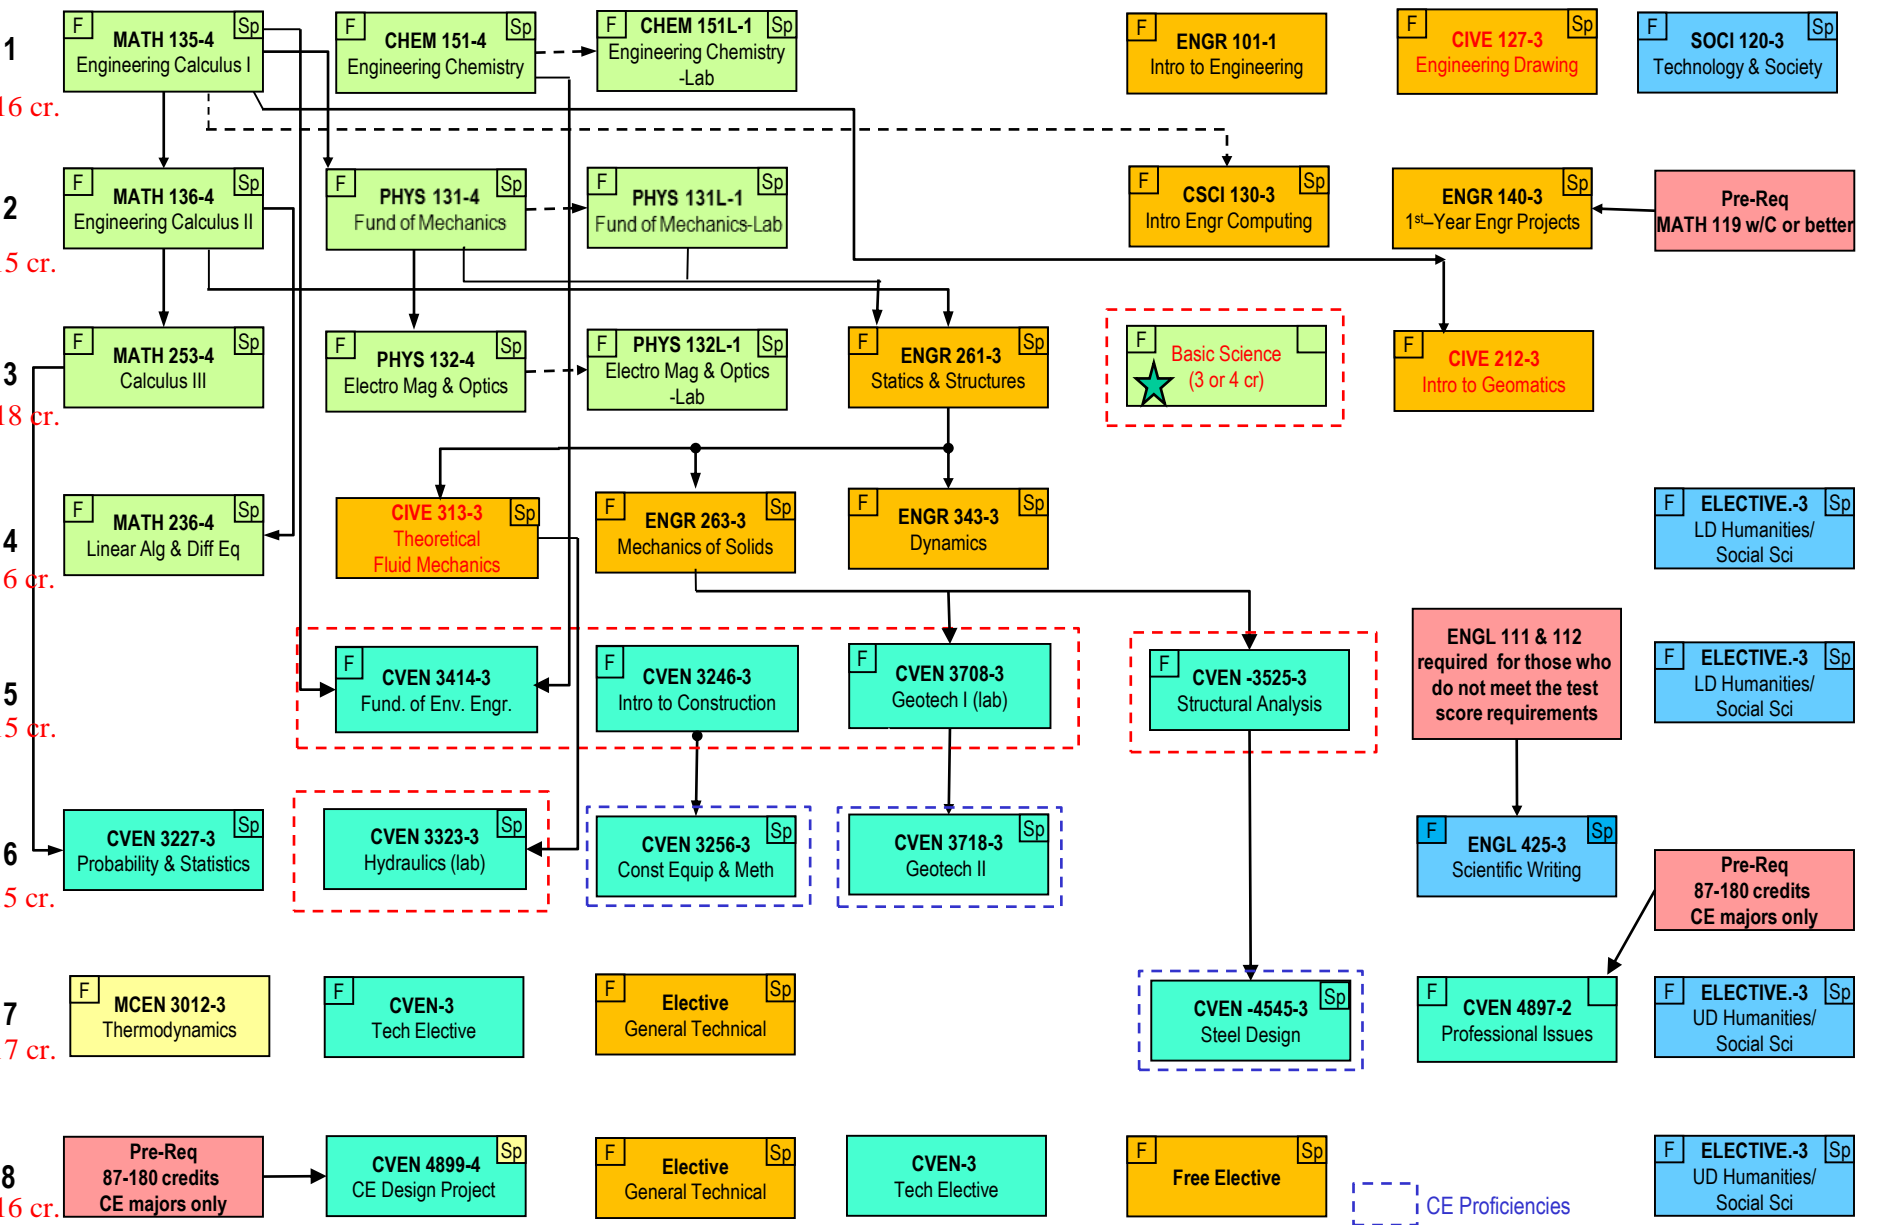 1
16 cr.
F
MATH 135-4
Sp
Engineering Calculus I
CHEM 151-4
Sp
F
Engineering Chemistry
F
CHEM 151L-1
Sp
Engineering Chemistry
-Lab
F
ENGR 101-1
Intro to Engineering
F
CIVE 127-3
Sp
Engineering Drawing
F
SOCI 120-3
Sp
Technology & Society
2
5 cr.
F
MATH 136-4
Sp
Engineering Calculus II
F
PHYS 131-4
Sp
Fund of Mechanics
F
PHYS 131L-1
Sp
Fund of Mechanics-Lab
F
CSCI 130-3
Sp
Intro Engr Computing
ENGR 140-3
Sp
1st–Year Engr Projects
Pre-Req
MATH 119 w/C or better
3
18 cr.
F
MATH 253-4
Sp
Calculus III
F
PHYS 132-4
Sp
Electro Mag & Optics
F
PHYS 132L-1
Sp
Electro Mag & Optics
-Lab
F
ENGR 261-3
Sp
Statics & Structures
F
Basic Science
(3 or 4 cr)
F
CIVE 212-3
Intro to Geomatics
4
6 cr.
F
MATH 236-4
Sp
Linear Alg & Diff Eq
CIVE 313-3
Sp
Theoretical
Fluid Mechanics
F
ENGR 263-3
Sp
Mechanics of Solids
F
ENGR 343-3
Sp
Dynamics
F
ELECTIVE.-3
Sp
LD Humanities/
Social Sci
5
5 cr.
F
CVEN 3414-3
Fund. of Env. Engr.
F
CVEN 3246-3
Intro to Construction
F
CVEN 3708-3
Geotech I (lab)
F
CVEN -3525-3
Structural Analysis
ENGL 111 & 112
required for those who
do not meet the test
score requirements
F
ELECTIVE.-3
Sp
LD Humanities/
Social Sci
6
5 cr.
CVEN 3227-3
Sp
Probability & Statistics
CVEN 3323-3
Sp
Hydraulics (lab)
CVEN 3256-3
Sp
Const Equip & Meth
CVEN 3718-3
Sp
Geotech II
F
ENGL 425-3
Sp
Scientific Writing
Pre-Req
87-180 credits
CE majors only
7
17 cr.
F
MCEN 3012-3
Thermodynamics
F
CVEN-3
Tech Elective
F
Elective
Sp
General Technical
CVEN -4545-3
Sp
Steel Design
F
CVEN 4897-2
Professional Issues
F
ELECTIVE.-3
Sp
UD Humanities/
Social Sci
8
16 cr.
Pre-Req
87-180 credits
CE majors only
CVEN 4899-4
Sp
CE Design Project
F
Elective
Sp
General Technical
CVEN-3
Tech Elective
F
Free Elective
Sp
CE Proficiencies
F
ELECTIVE.-3
Sp
UD Humanities/
Social Sci